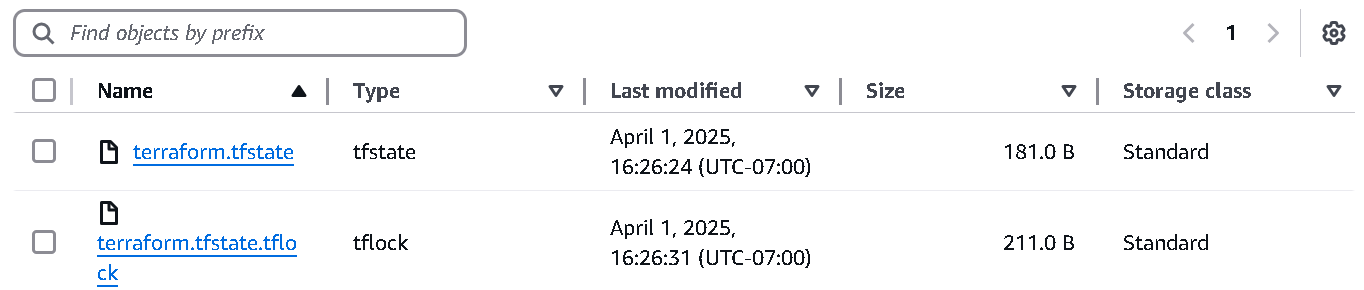 Find objects by prefix
1
Name Type Last modified Size Storage class
terraform.tfstate tfstate April 1, 2025, 16:26:24 (UTC-07:00) 181.0 B Standard
terraform.tfstate.tflo
ck tflock April 1, 2025, 16:26:31 (UTC-07:00) 211.0 B Standard